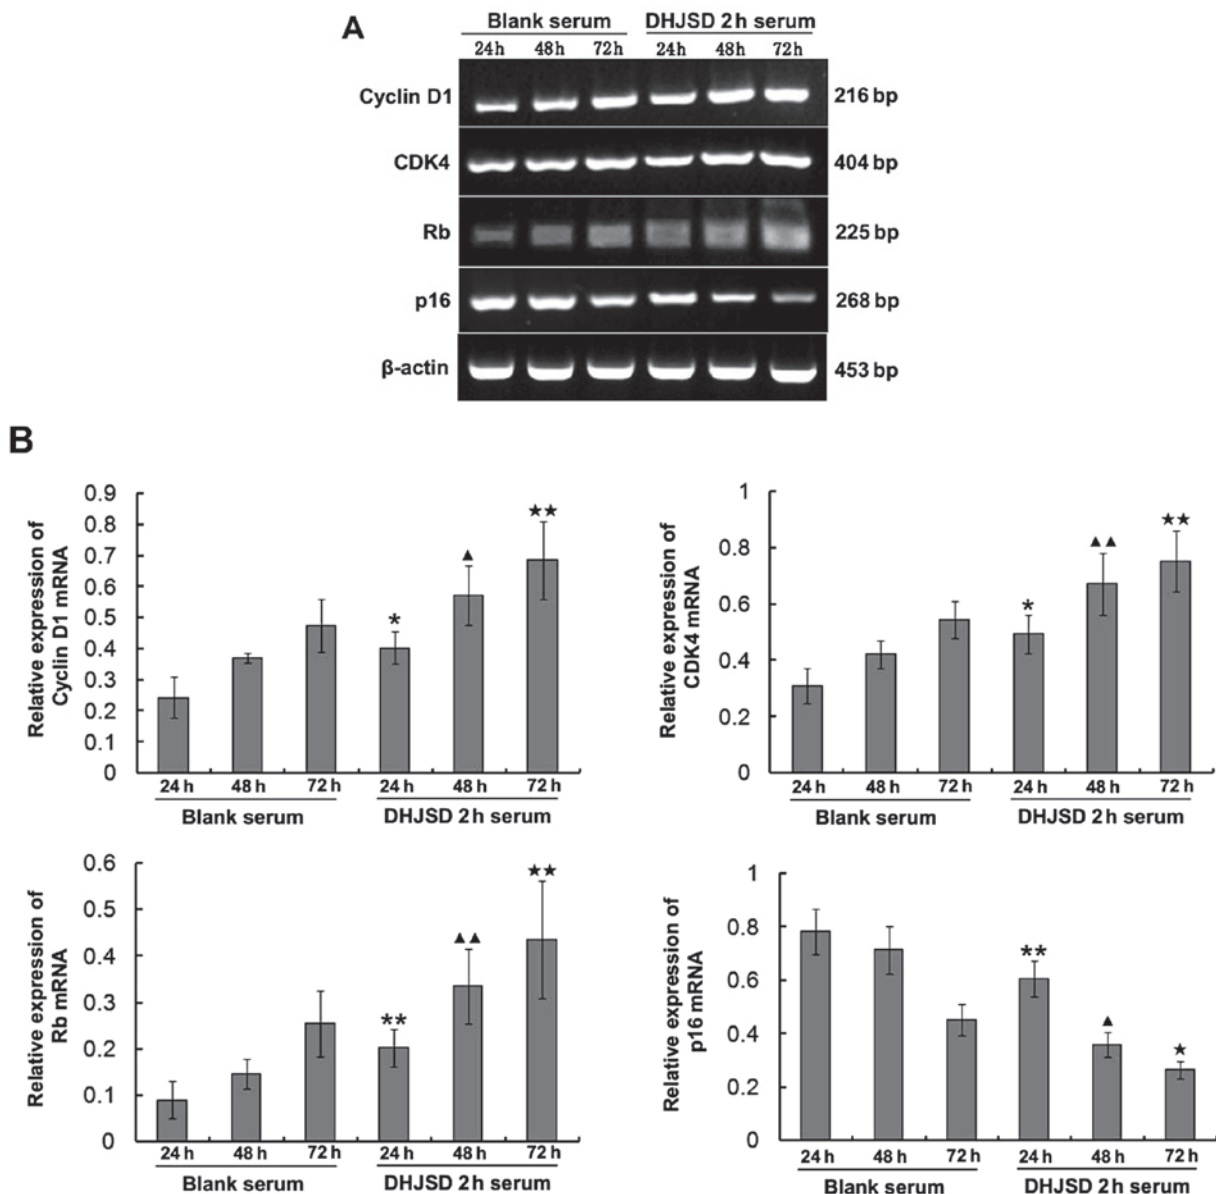 A
Blank serum DHJSD 2h serum
24h 48h 72h 24h 48h 72h
Cyclin D1 216 bp
CDK4 404 bp
Rb 225 bp
p16 268 bp
β-actin 453 bp
B
Relative expression of
Cyclin D1 mRNA
0.9
0.8
0.7
0.6
0.5
0.4
0.3
0.2
0.1
0
▲
*
★★
24 h 48 h 72 h 24 h 48 h 72 h
Blank serum DHJSD 2h serum
Relative expression of
CDK4 mRNA
1
0.8
0.6
0.4
0.2
0
*
▲▲
★★
24 h 48 h 72 h 24 h 48 h 72 h
Blank serum DHJSD 2h serum
Relative expression of
Rb mRNA
0.6
0.5
0.4
0.3
0.2
0.1
0
**
▲▲
★★
24 h 48 h 72 h 24 h 48 h 72 h
Blank serum DHJSD 2h serum
Relative expression of
p16 mRNA
1
0.8
0.6
0.4
0.2
0
**
▲
★
24 h 48 h 72 h 24 h 48 h 72 h
Blank serum DHJSD 2h serum